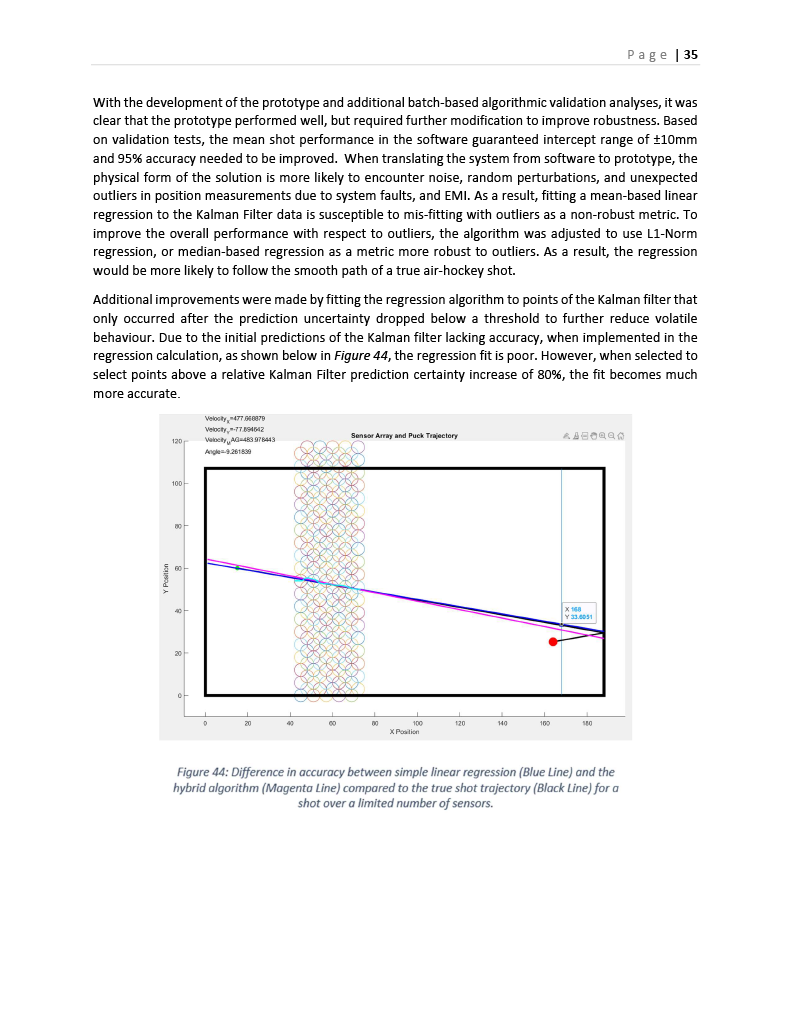 Page | 35
With the development of the prototype and additional batch-based algorithmic validation analyses, it was
clear that the prototype performed well, but required further modification to improve robustness. Based
on validation tests, the mean shot performance in the software guaranteed intercept range of ±10mm
and 95% accuracy needed to be improved. When translating the system from software to prototype, the
physical form of the solution is more likely to encounter noise, random perturbations, and unexpected
outliers in position measurements due to system faults, and EMI. As a result, fitting a mean-based linear
regression to the Kalman Filter data is susceptible to mis-fitting with outliers as a non-robust metric. To
improve the overall performance with respect to outliers, the algorithm was adjusted to use L1-Norm
regression, or median-based regression as a metric more robust to outliers. As a result, the regression
would be more likely to follow the smooth path of a true air-hockey shot.
Additional improvements were made by fitting the regression algorithm to points of the Kalman filter that
only occurred after the prediction uncertainty dropped below a threshold to further reduce volatile
behaviour. Due to the initial predictions of the Kalman filter lacking accuracy, when implemented in the
regression calculation, as shown below in Figure 44, the regression fit is poor. However, when selected to
select points above a relative Kalman Filter prediction certainty increase of 80%, the fit becomes much
more accurate.
Velocityx=477.668879
Velocityy=-77.894642
VelocityMAG=483.978443
Angle=-9.261839
Sensor Array and Puck Trajectory
120
100
80
60
40
20
0
Y Position
X 168
Y 33.6091
0 20 40 60 80 100 120 140 160 180
X Position
Figure 44: Difference in accuracy between simple linear regression (Blue Line) and the
hybrid algorithm (Magenta Line) compared to the true shot trajectory (Black Line) for a
shot over a limited number of sensors.